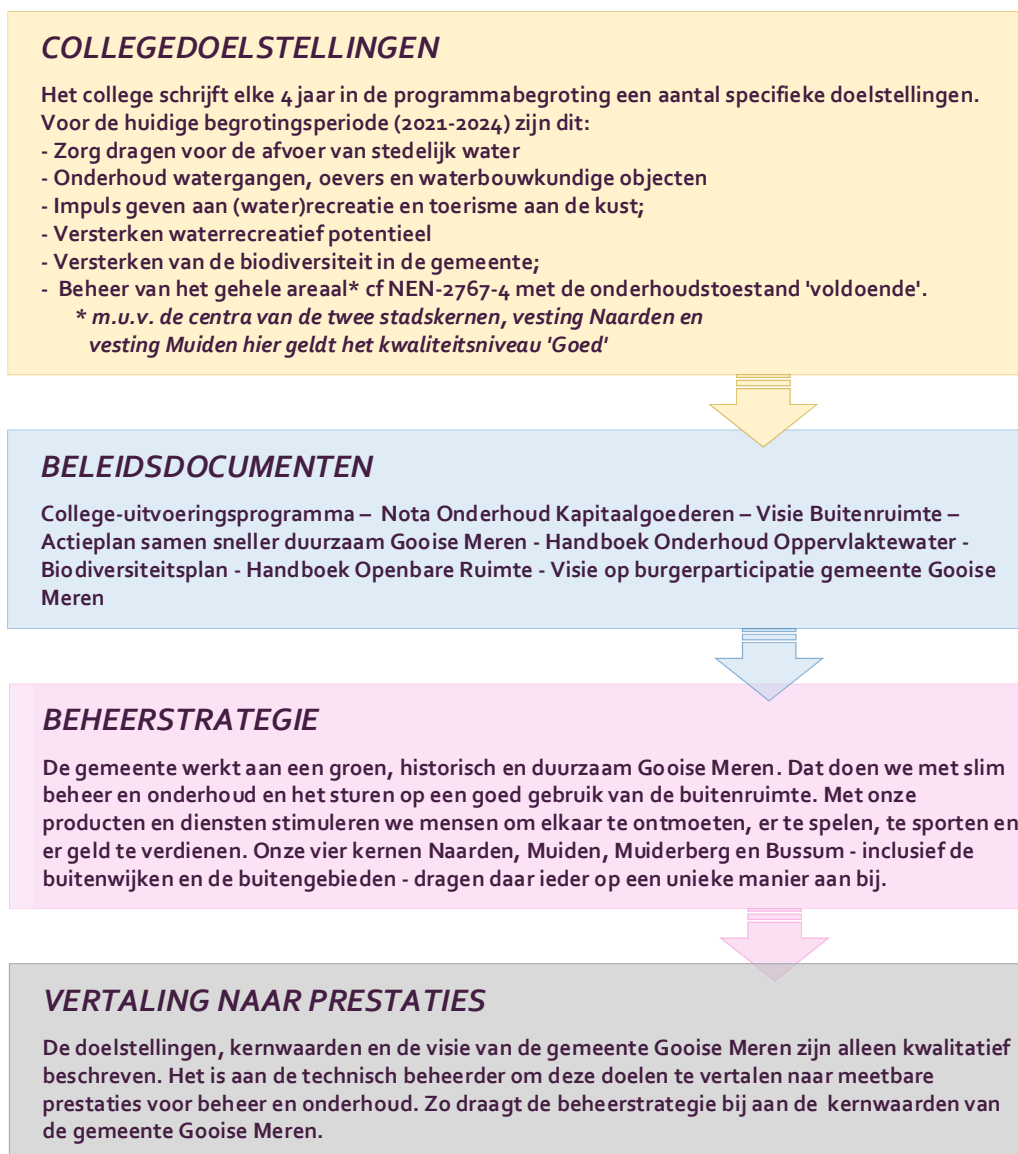 COLLEGEDOELSTELLINGEN
Het college schrijft elke 4 jaar in de programmabegroting een aantal specifieke doelstellingen.
Voor de huidige begrotingsperiode (2021-2024) zijn dit:
- Zorg dragen voor de afvoer van stedelijk water
- Onderhoud watergangen, oevers en waterbouwkundige objecten
- Impuls geven aan (water)recreatie en toerisme aan de kust;
- Versterken waterrecreatief potentieel
- Versterken van de biodiversiteit in de gemeente;
- Beheer van het gehele areaal* cf NEN-2767-4 met de onderhoudstoestand 'voldoende'.
* m.u.v. de centra van de twee stadskernen, vesting Naarden en
vesting Muiden hier geldt het kwaliteitsniveau 'Goed'
BELEIDSDOCUMENTEN
College-uitvoeringsprogramma – Nota Onderhoud Kapitaalgoederen – Visie Buitenruimte –
Actieplan samen sneller duurzaam Gooise Meren - Handboek Onderhoud Oppervlaktewater -
Biodiversiteitsplan - Handboek Openbare Ruimte - Visie op burgerparticipatie gemeente Gooise
Meren
BEHEERSTRATEGIE
De gemeente werkt aan een groen, historisch en duurzaam Gooise Meren. Dat doen we met slim
beheer en onderhoud en het sturen op een goed gebruik van de buitenruimte. Met onze
producten en diensten stimuleren we mensen om elkaar te ontmoeten, er te spelen, te sporten en
er geld te verdienen. Onze vier kernen Naarden, Muiden, Muiderberg en Bussum - inclusief de
buitenwijken en de buitengebieden - dragen daar ieder op een unieke manier aan bij.
VERTALING NAAR PRESTATIES
De doelstellingen, kernwaarden en de visie van de gemeente Gooise Meren zijn alleen kwalitatief
beschreven. Het is aan de technisch beheerder om deze doelen te vertalen naar meetbare
prestaties voor beheer en onderhoud. Zo draagt de beheerstrategie bij aan de kernwaarden van
de gemeente Gooise Meren.